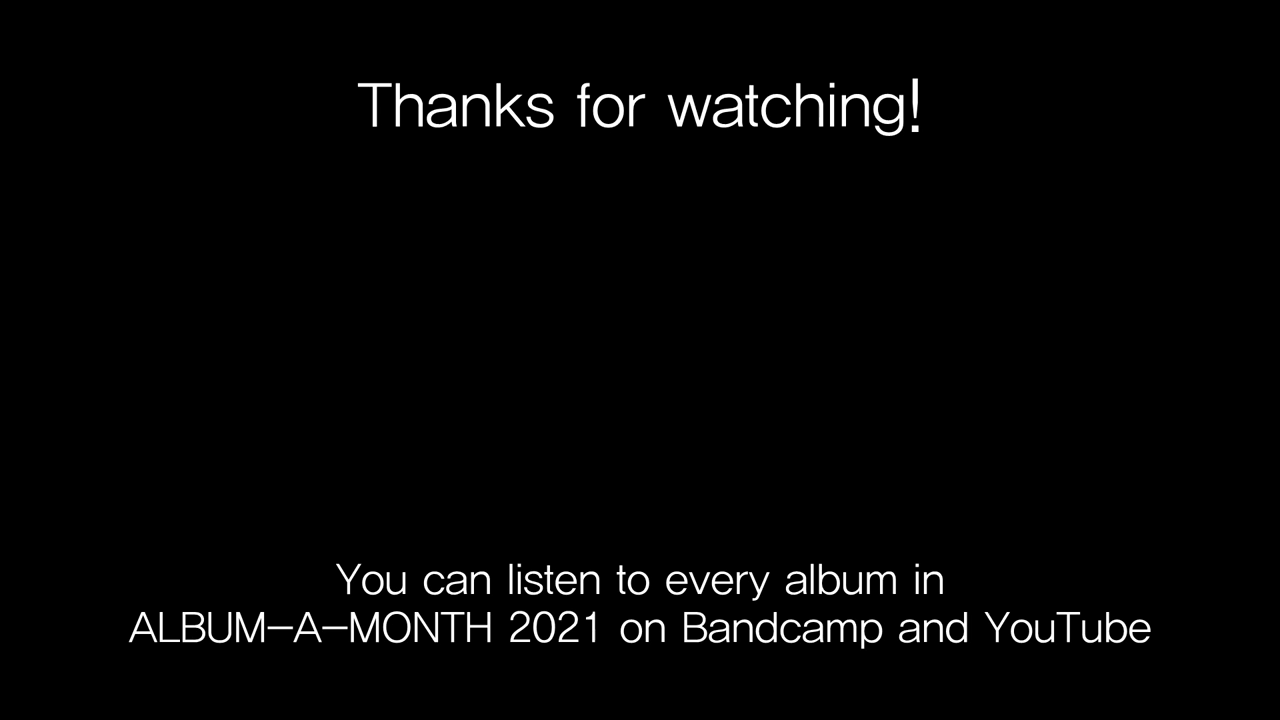 Thanks for watching!
You can listen to every album in
ALBUM-A-MONTH 2021 on Bandcamp and YouTube